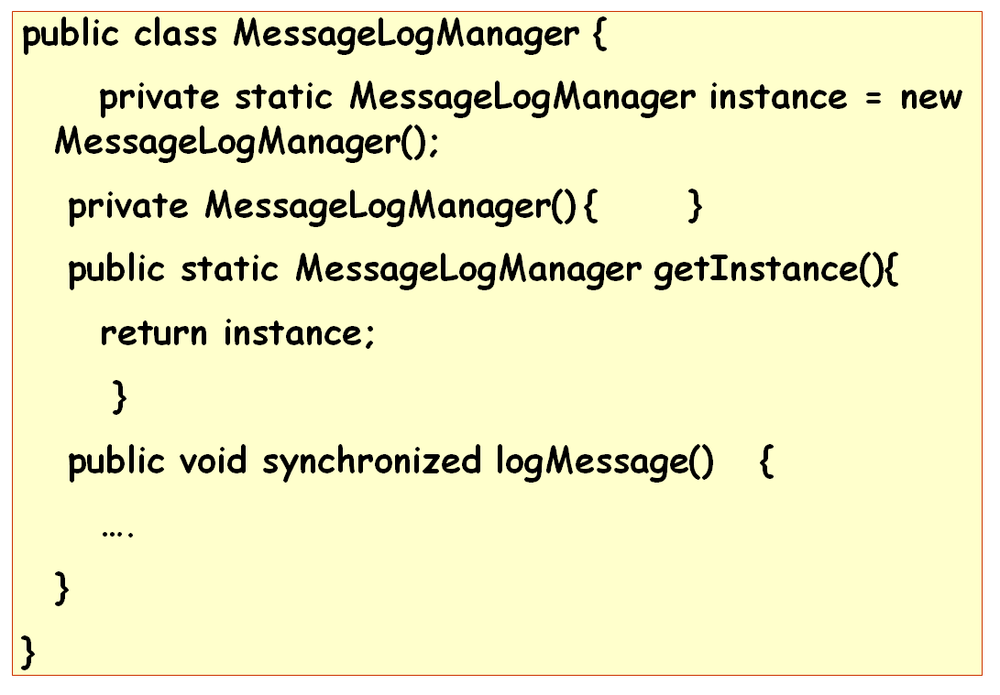 public class MessageLogManager {
private static MessageLogManager instance = new
MessageLogManager();
private MessageLogManager() { }
public static MessageLogManager getInstance(){
return instance;
}
public void synchronized logMessage() {
….
}
}